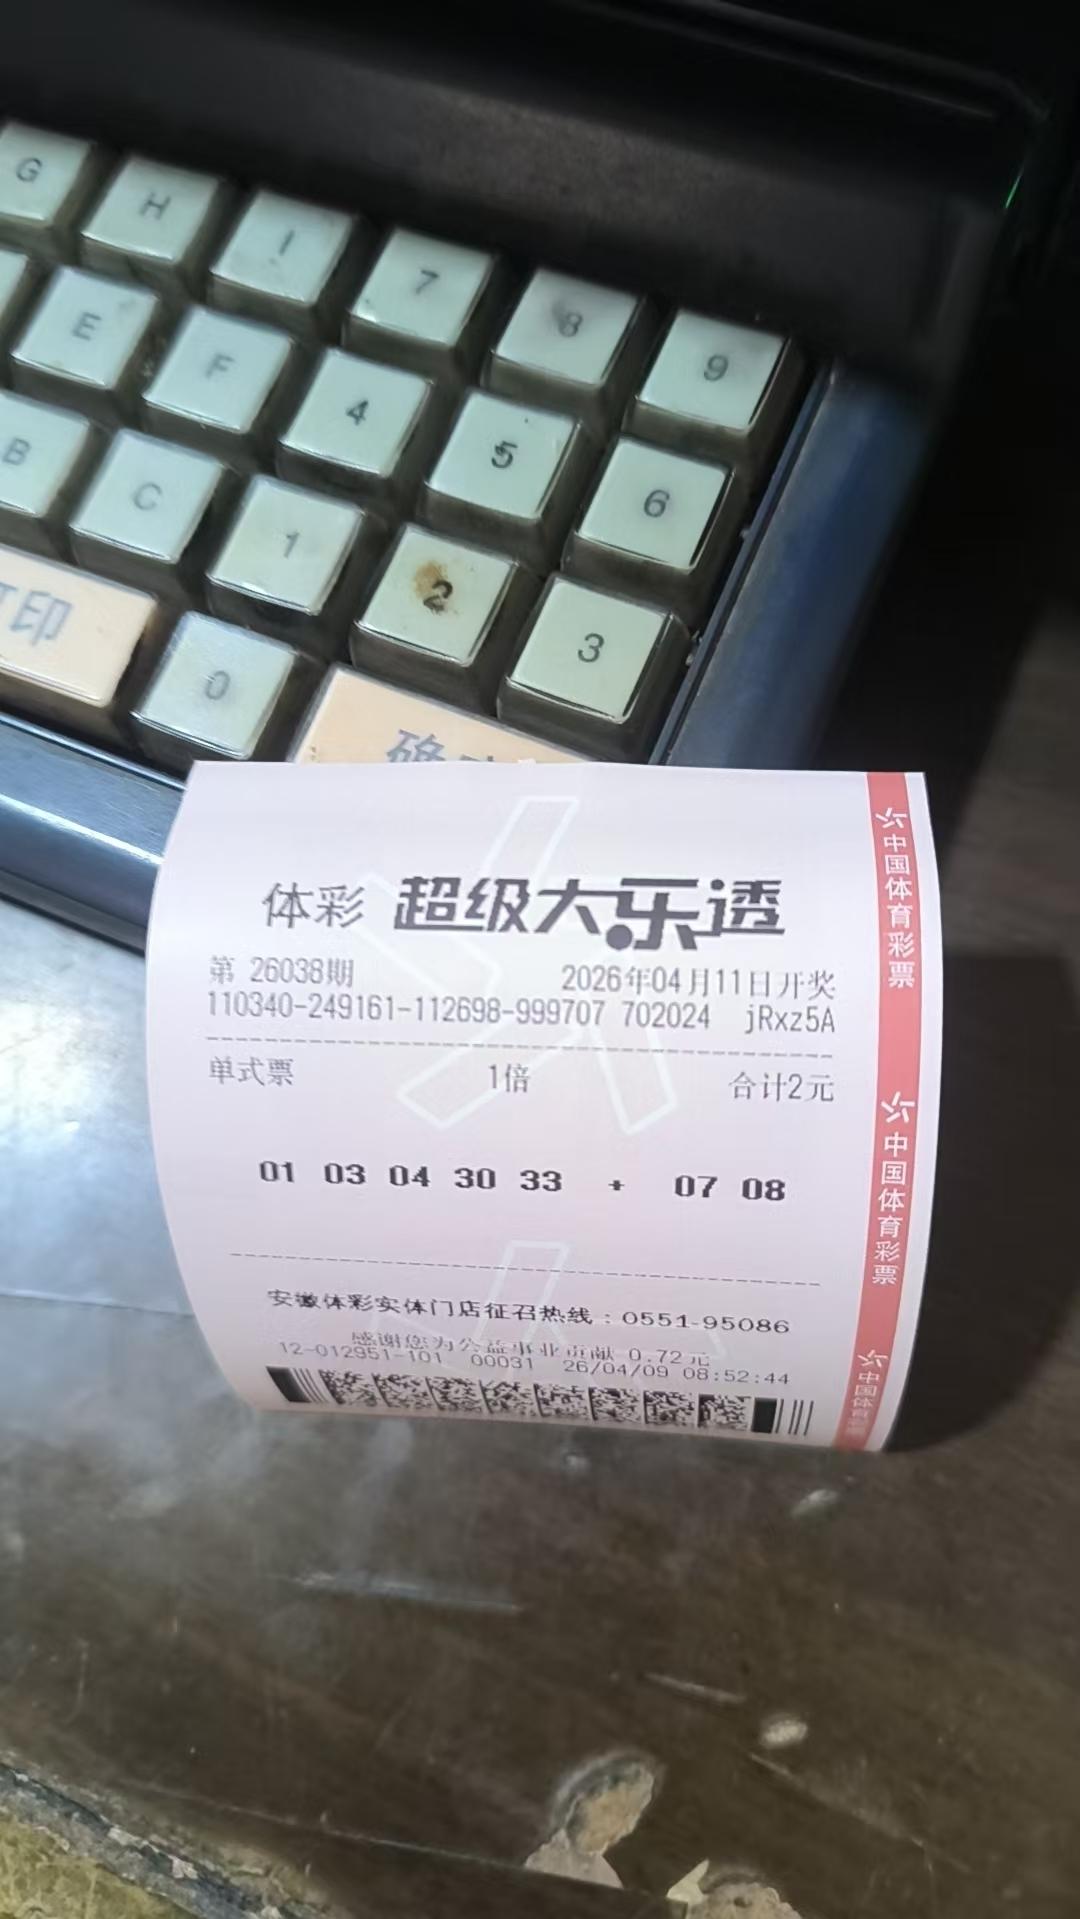 G H I 7 8 9
E F 4 5 6
B C 1 2 3
印 0
体彩 超级大乐透
第 26038期 2026年04月11日开奖
110340-249161-112698-999707 702024 jRxz5A
单式票 1倍 合计2元
01 03 04 30 33 + 07 08
安徽体彩实体门店征召热线：0551-95086
感谢您为公益事业贡献 0.72元
12-012951-101 00031 26/04/09 08:52:44
中国体育彩票
中国体育彩票
中国体育彩票